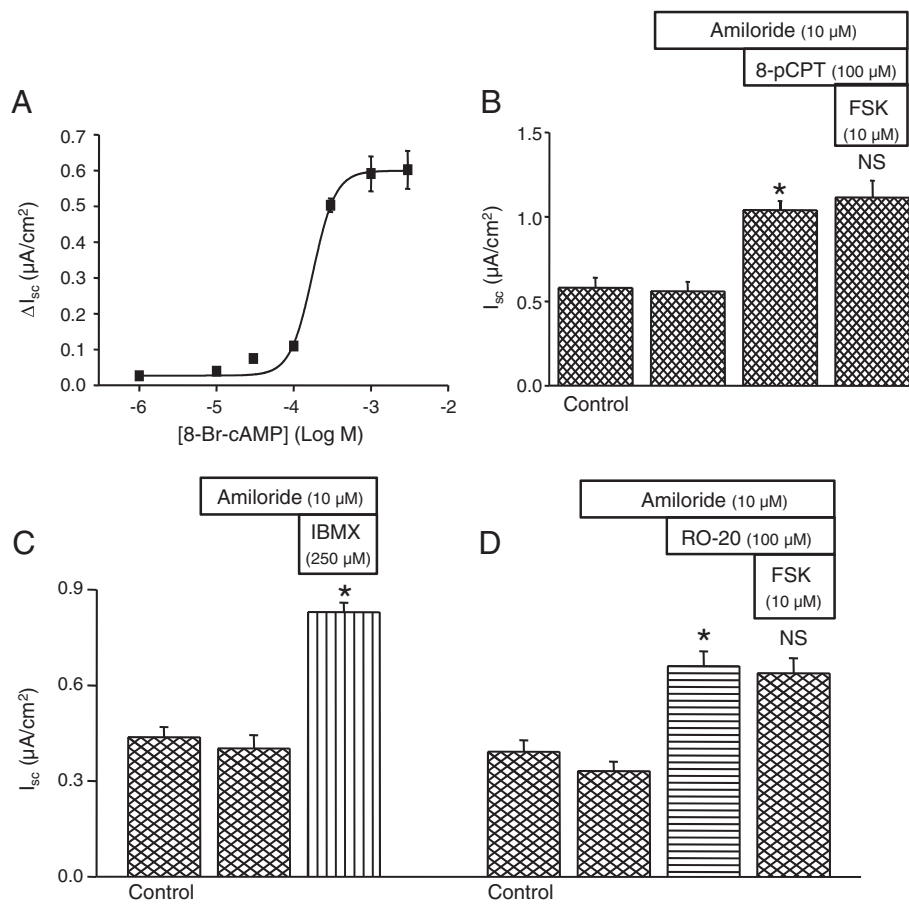 A
0.7
0.6
0.5
0.4
0.3
0.2
0.1
0.0
ΔIsc (µA/cm²)
-6 -5 -4 -3 -2
[8-Br-cAMP] (Log M)
Amiloride (10 µM)
8-pCPT (100 µM)
FSK
(10 µM)
B
1.5
1.0
0.5
0.0
Isc (µA/cm²)
*
NS
Control
Amiloride (10 µM)
IBMX
(250 µM)
C
0.9
0.6
0.3
0.0
Isc (µA/cm²)
*
Control
Amiloride (10 µM)
RO-20 (100 µM)
FSK
(10 µM)
D
*
NS
Control